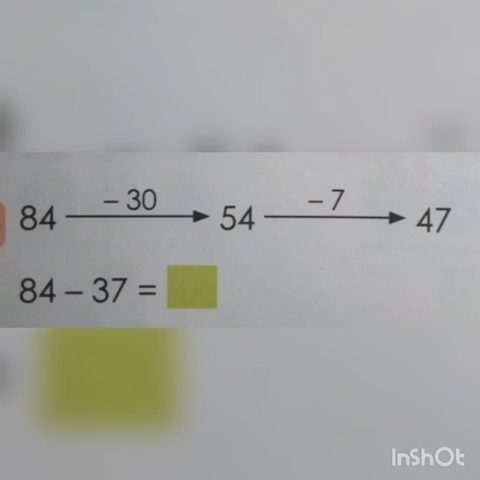 – 30 – 7
84 54 47
84 – 37 =
InShOt